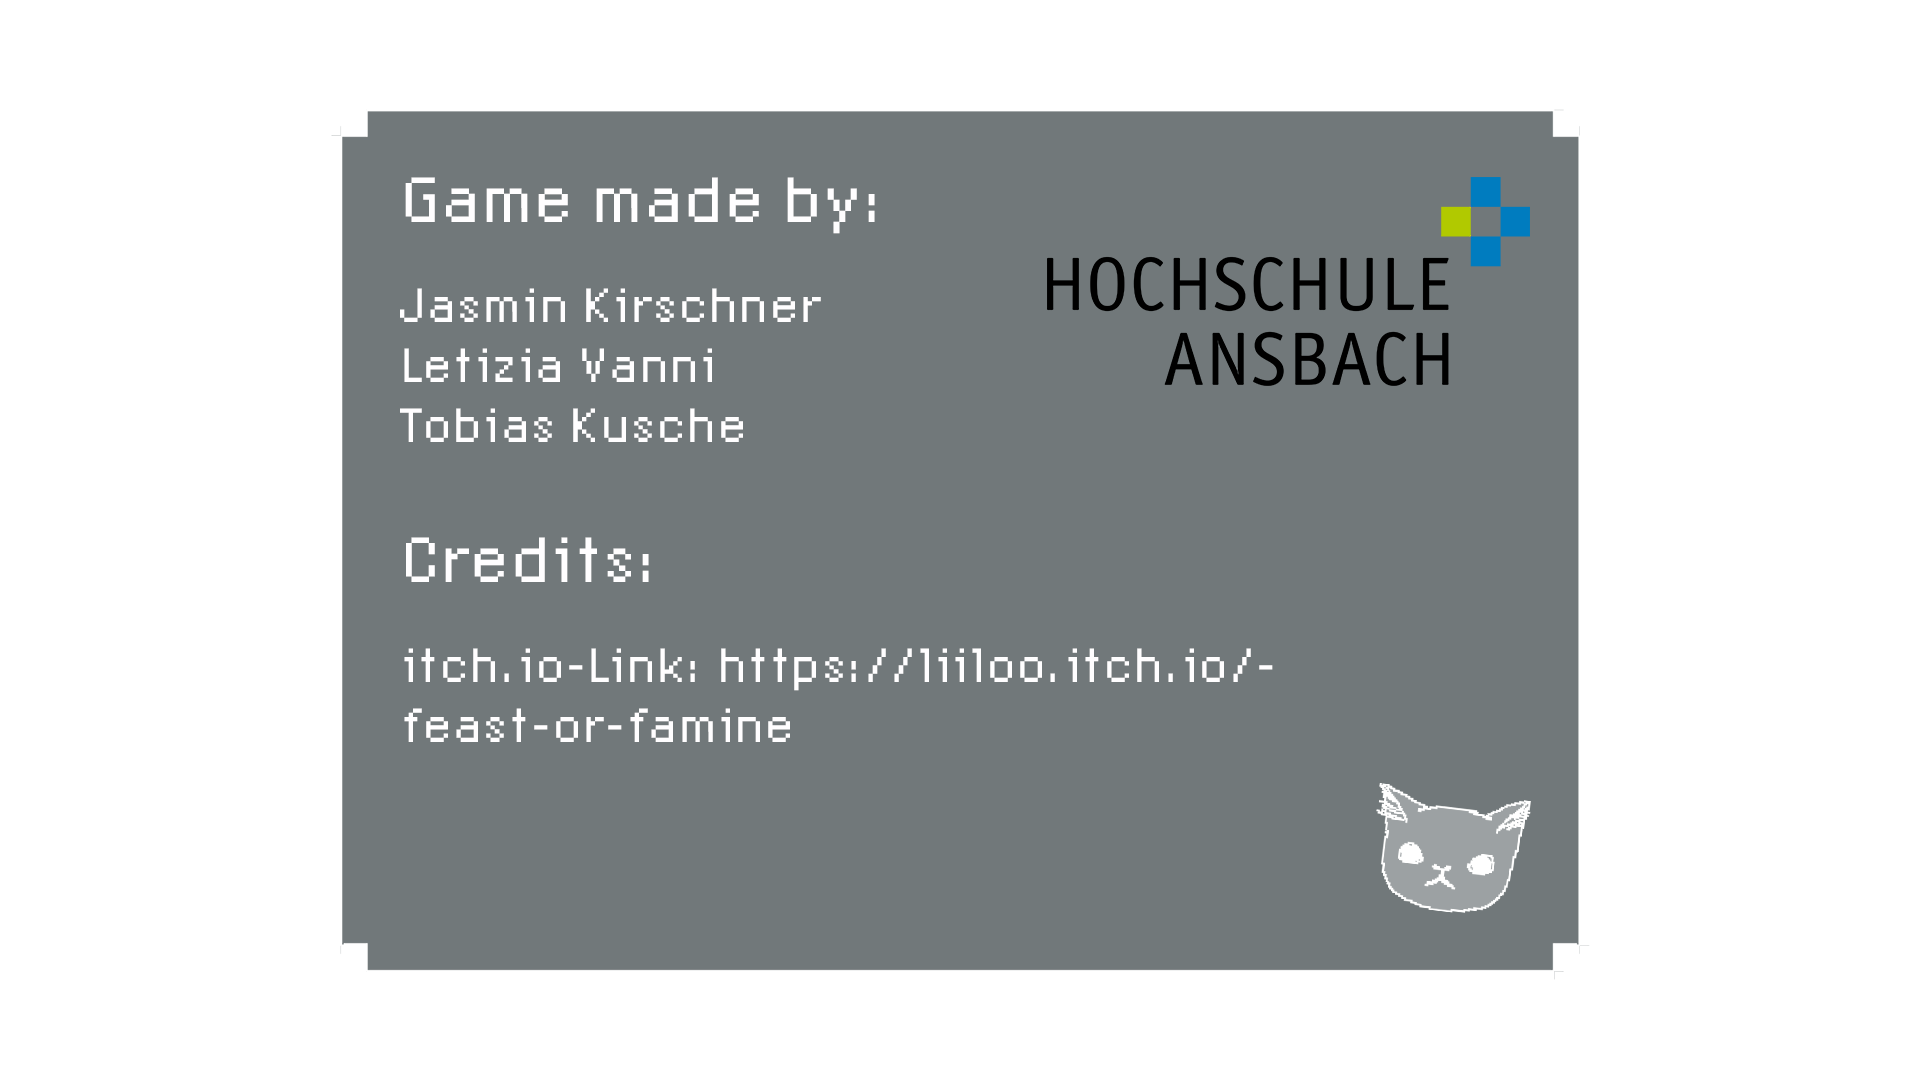 Game made by:
Jasmin Kirschner
Letizia Vanni
Tobias Kusche
HOCHSCHULE
ANSBACH
Credits:
itch.io-Link: https://liiloo.itch.io/-
feast-or-famine